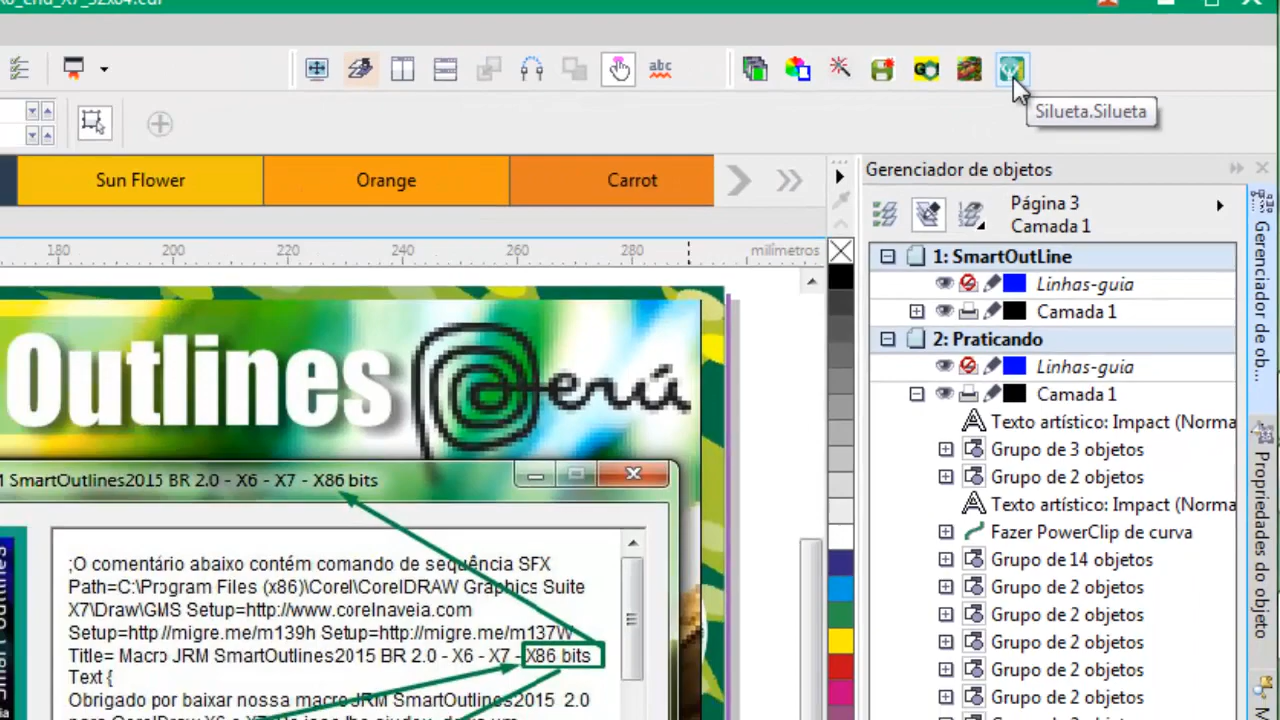 abc
Silueta.Silueta
Sun Flower
Orange
Carrot
Gerenciador de objetos
Página 3
Camada 1
180
200
220
240
260
280
milímetros
1: SmartOutLine
Linhas-guia
Camada 1
2: Praticando
Linhas-guia
Camada 1
Texto artístico: Impact (Norma
Grupo de 3 objetos
Grupo de 2 objetos
Texto artístico: Impact (Norma
Fazer PowerClip de curva
Grupo de 14 objetos
Grupo de 2 objetos
Grupo de 2 objetos
Grupo de 2 objetos
Grupo de 2 objetos
Grupo de 2 objetos
Gerenciador de ob...
Propriedades do objeto
Outlines Perú
SmartOutlines2015 BR 2.0 - X6 - X7 - X86 bits
;O comentário abaixo contém comando de sequência SFX
Path=C:\Program Files (x86)\Corel\CorelDRAW Graphics Suite
X7\Draw\GMS Setup=http://www.corelnaveia.com
Setup=http://migre.me/m139h Setup=http://migre.me/m137W
Title= Macro JRM SmartOutlines2015 BR 2.0 - X6 - X7 - X86 bits
Text {
Obrigado por baixar nossa macro JRM SmartOutlines2015 2.0